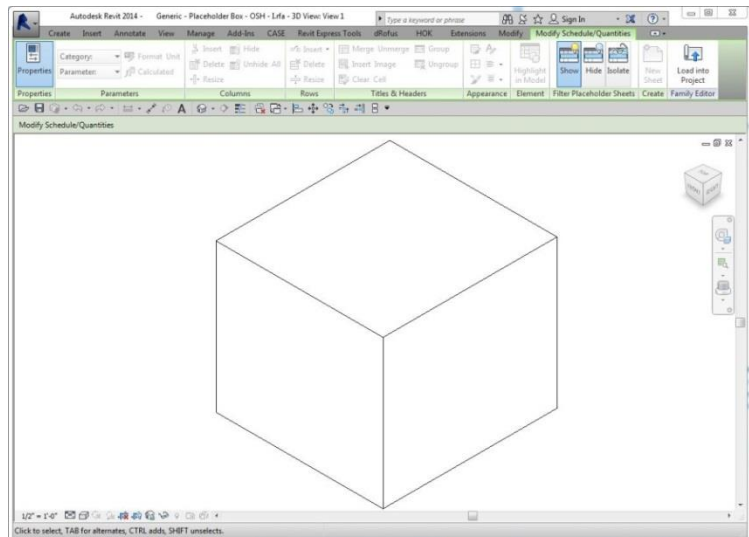 Autodesk Revit 2014 - Generic - Placeholder Box - OSH - 1.rfa - 3D View: View 1
Type a keyword or phrase
Sign In
Create Insert Annotate View Manage Add-Ins CASE Revit Express Tools dRofus HOK Extensions Modify Modify Schedule/Quantities
Category: Format Unit Insert Hide Insert Merge Unmerge Group
Parameter: Calculated Delete Unhide All Delete Insert Image Ungroup
Resize Resize Clear Cell
Properties Highlight in Model Show Hide Isolate New Sheet Load into Project
Properties Parameters Columns Rows Titles & Headers Appearance Element Filter Placeholder Sheets Create Family Editor
Modify Schedule/Quantities
TOP
1/2" = 1'-0"
Click to select, TAB for alternates, CTRL adds, SHIFT unselects.